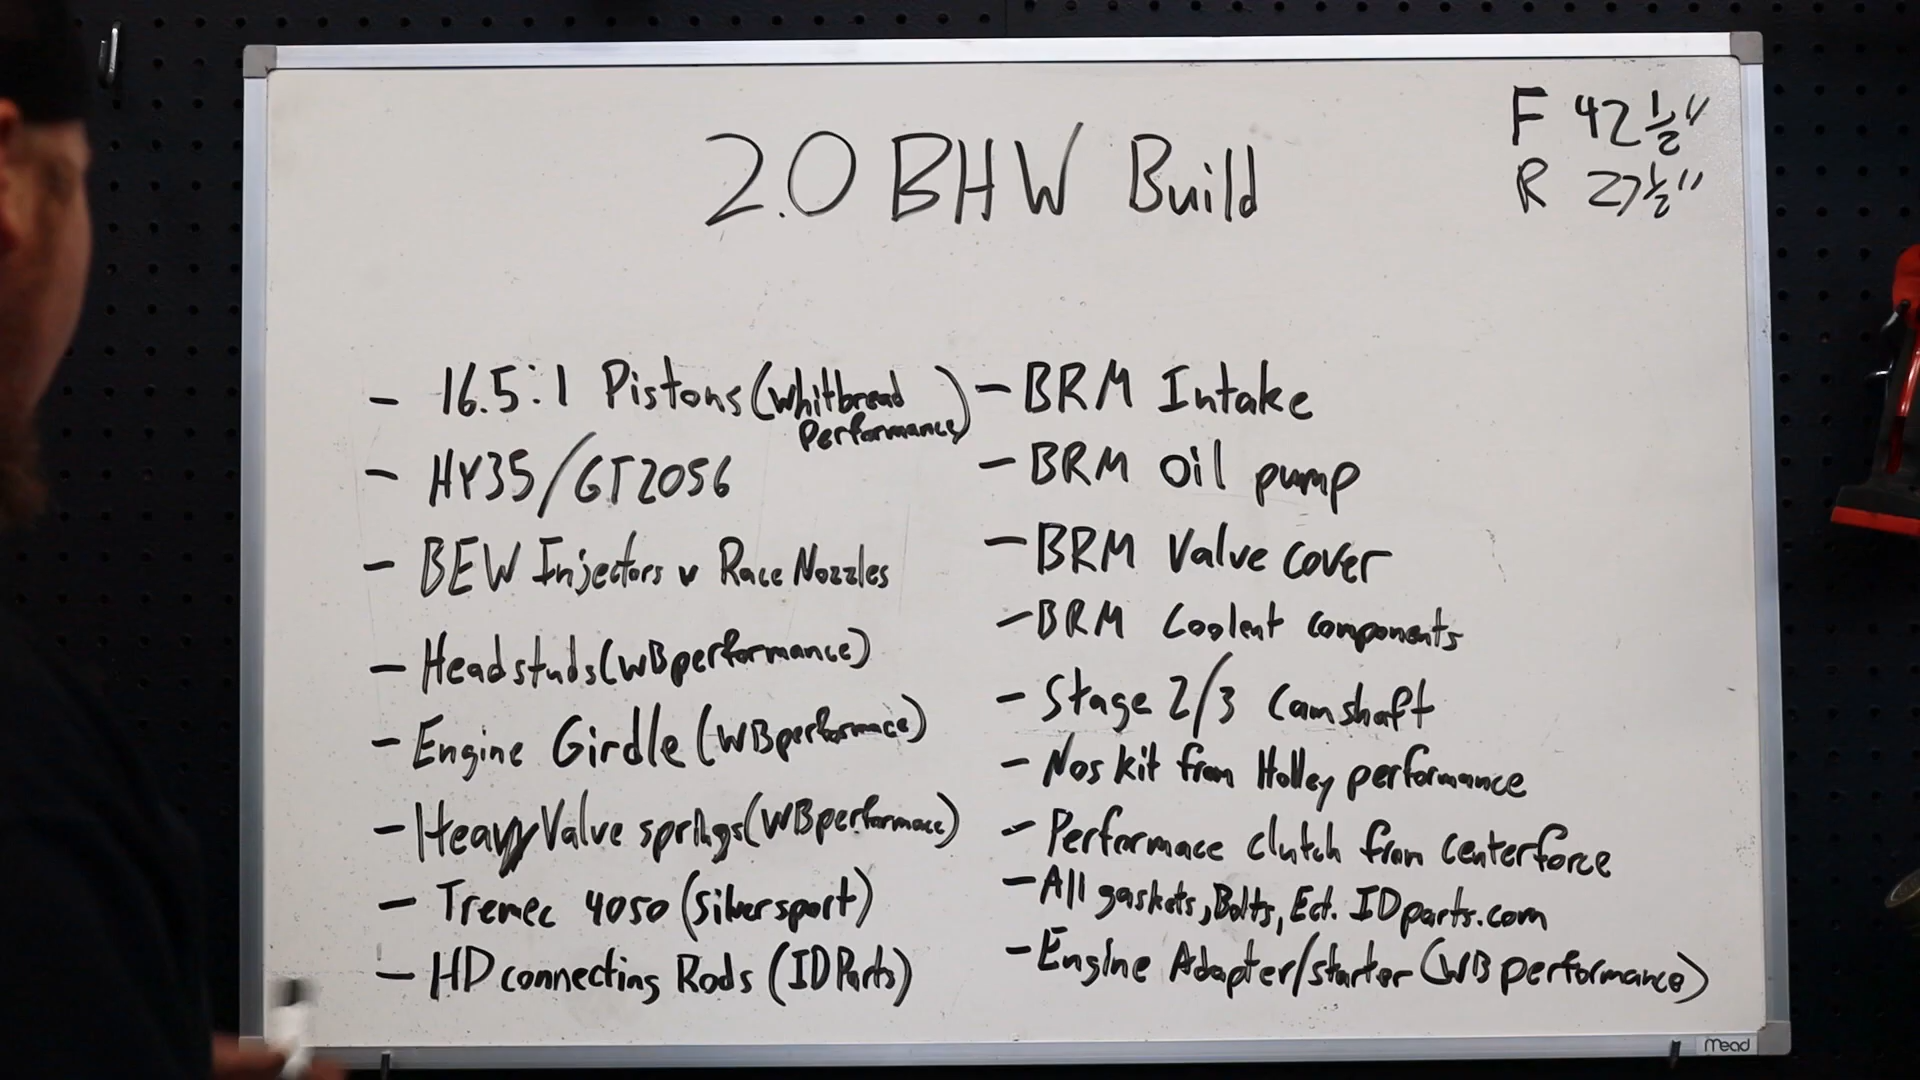 2.0 BHW Build
F 42 1/2"
R 27 1/2"
- 16.5:1 Pistons (Whitbread
Performance)
- HY35/GT2056
- BEW Injectors v Race Nozzles
- Headstuds (WBperformance)
- Engine Girdle (WBperformace)
- Heavy Valve springs (WBperformace)
- Tremec 4050 (Silversport)
- HD connecting Rods (IDParts)
- BRM Intake
- BRM Oil pump
- BRM Valve cover
- BRM Coolent components
- Stage 2/3 Camshaft
- Nos kit from Holley performance
- Performace clutch from centerforce
- All gaskets, Bolts, Ect. IDparts.com
- Engine Adapter/starter (WB performance)
Mead